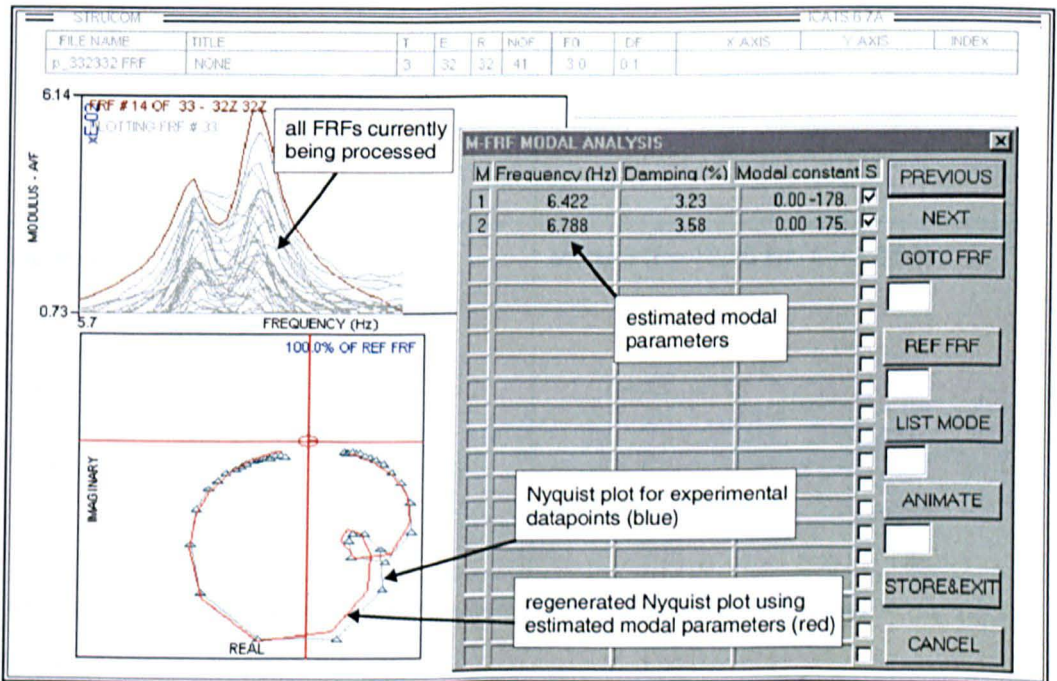 STRUCOM
ICATS 6.7A
FILE NAME TITLE T E R NOF F0 DF X AXIS Y AXIS INDEX
p_332332 FRF NONE 3 32 32 41 3.0 0.1
6.14
xE-03
FRF # 14 OF 33 - 32Z 32Z
PLOTTING FRF # 33
all FRFs currently
being processed
MODULUS - A/F
0.73
5.7
FREQUENCY (Hz)
100.0% OF REF FRF
IMAGINARY
REAL
M-FRF MODAL ANALYSIS
M Frequency (Hz) Damping (%) Modal constant S
1 6.422 3.23 0.00 -178.
2 6.788 3.58 0.00 175.
estimated modal
parameters
Nyquist plot for experimental
datapoints (blue)
regenerated Nyquist plot using
estimated modal parameters (red)
PREVIOUS
NEXT
GOTO FRF
REF FRF
LIST MODE
ANIMATE
STORE&EXIT
CANCEL